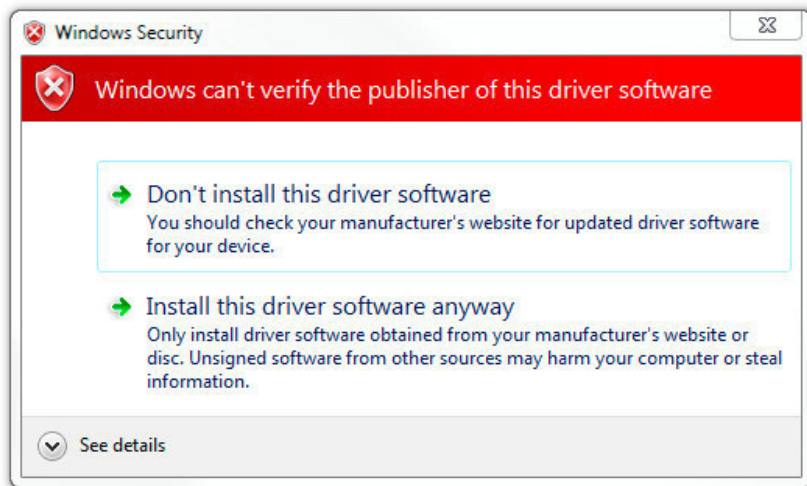 Windows Security
Windows can't verify the publisher of this driver software
Don't install this driver software
You should check your manufacturer's website for updated driver software
for your device.
Install this driver software anyway
Only install driver software obtained from your manufacturer's website or
disc. Unsigned software from other sources may harm your computer or steal
information.
See details